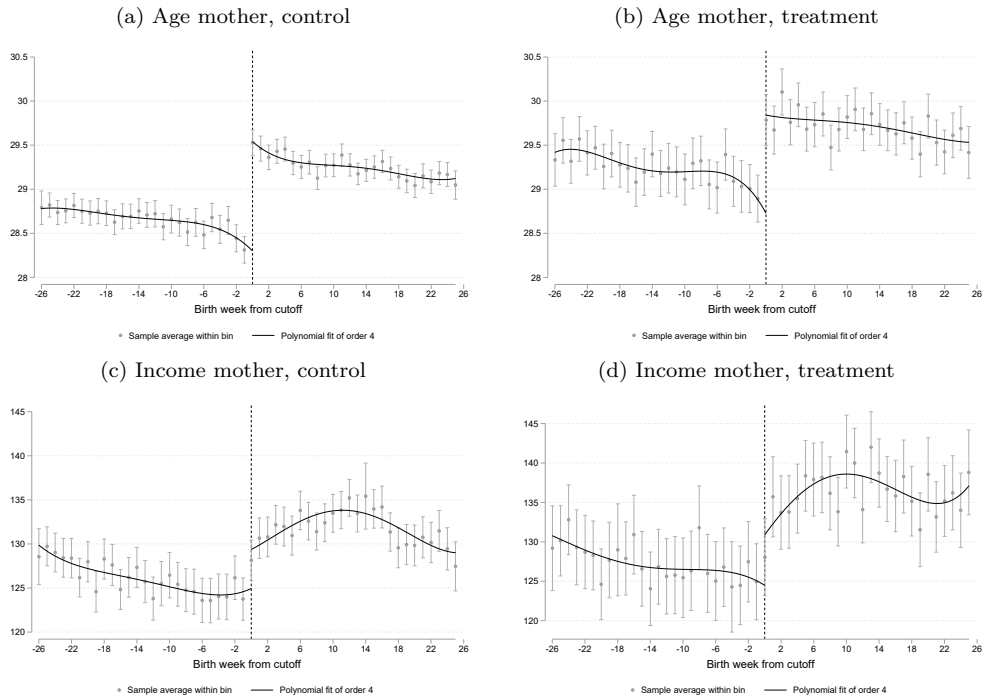 (a) Age mother, control
30.5
30
29.5
29
28.5
28
-26 -22 -18 -14 -10 -6 -2 2 6 10 14 18 22 26
Birth week from cutoff
Sample average within bin Polynomial fit of order 4
(b) Age mother, treatment
30.5
30
29.5
29
28.5
28
-26 -22 -18 -14 -10 -6 -2 2 6 10 14 18 22 26
Birth week from cutoff
Sample average within bin Polynomial fit of order 4
(c) Income mother, control
145
140
135
130
125
120
-26 -22 -18 -14 -10 -6 -2 2 6 10 14 18 22 26
Birth week from cutoff
Sample average within bin Polynomial fit of order 4
(d) Income mother, treatment
145
140
135
130
125
120
-26 -22 -18 -14 -10 -6 -2 2 6 10 14 18 22 26
Birth week from cutoff
Sample average within bin Polynomial fit of order 4